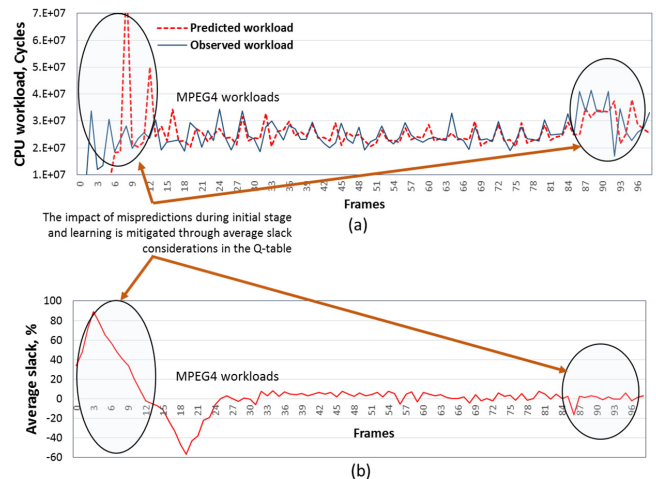 7.E+07
6.E+07
5.E+07
4.E+07
3.E+07
2.E+07
1.E+07
CPU workload, Cycles
Predicted workload
Observed workload
MPEG4 workloads
0 3 6 9 12 15 18 21 24 27 30 33 36 39 42 45 48 51 54 57 60 63 66 69 72 75 78 81 84 87 90 93 96
Frames
(a)
The impact of mispredictions during initial stage
and learning is mitigated through average slack
considerations in the Q-table
100
80
60
40
20
0
-20
-40
-60
Average slack, %
MPEG4 workloads
0 3 6 9 12 15 18 21 24 27 30 33 36 39 42 45 48 51 54 57 60 63 66 69 72 75 78 81 84 87 90 93 96
Frames
(b)